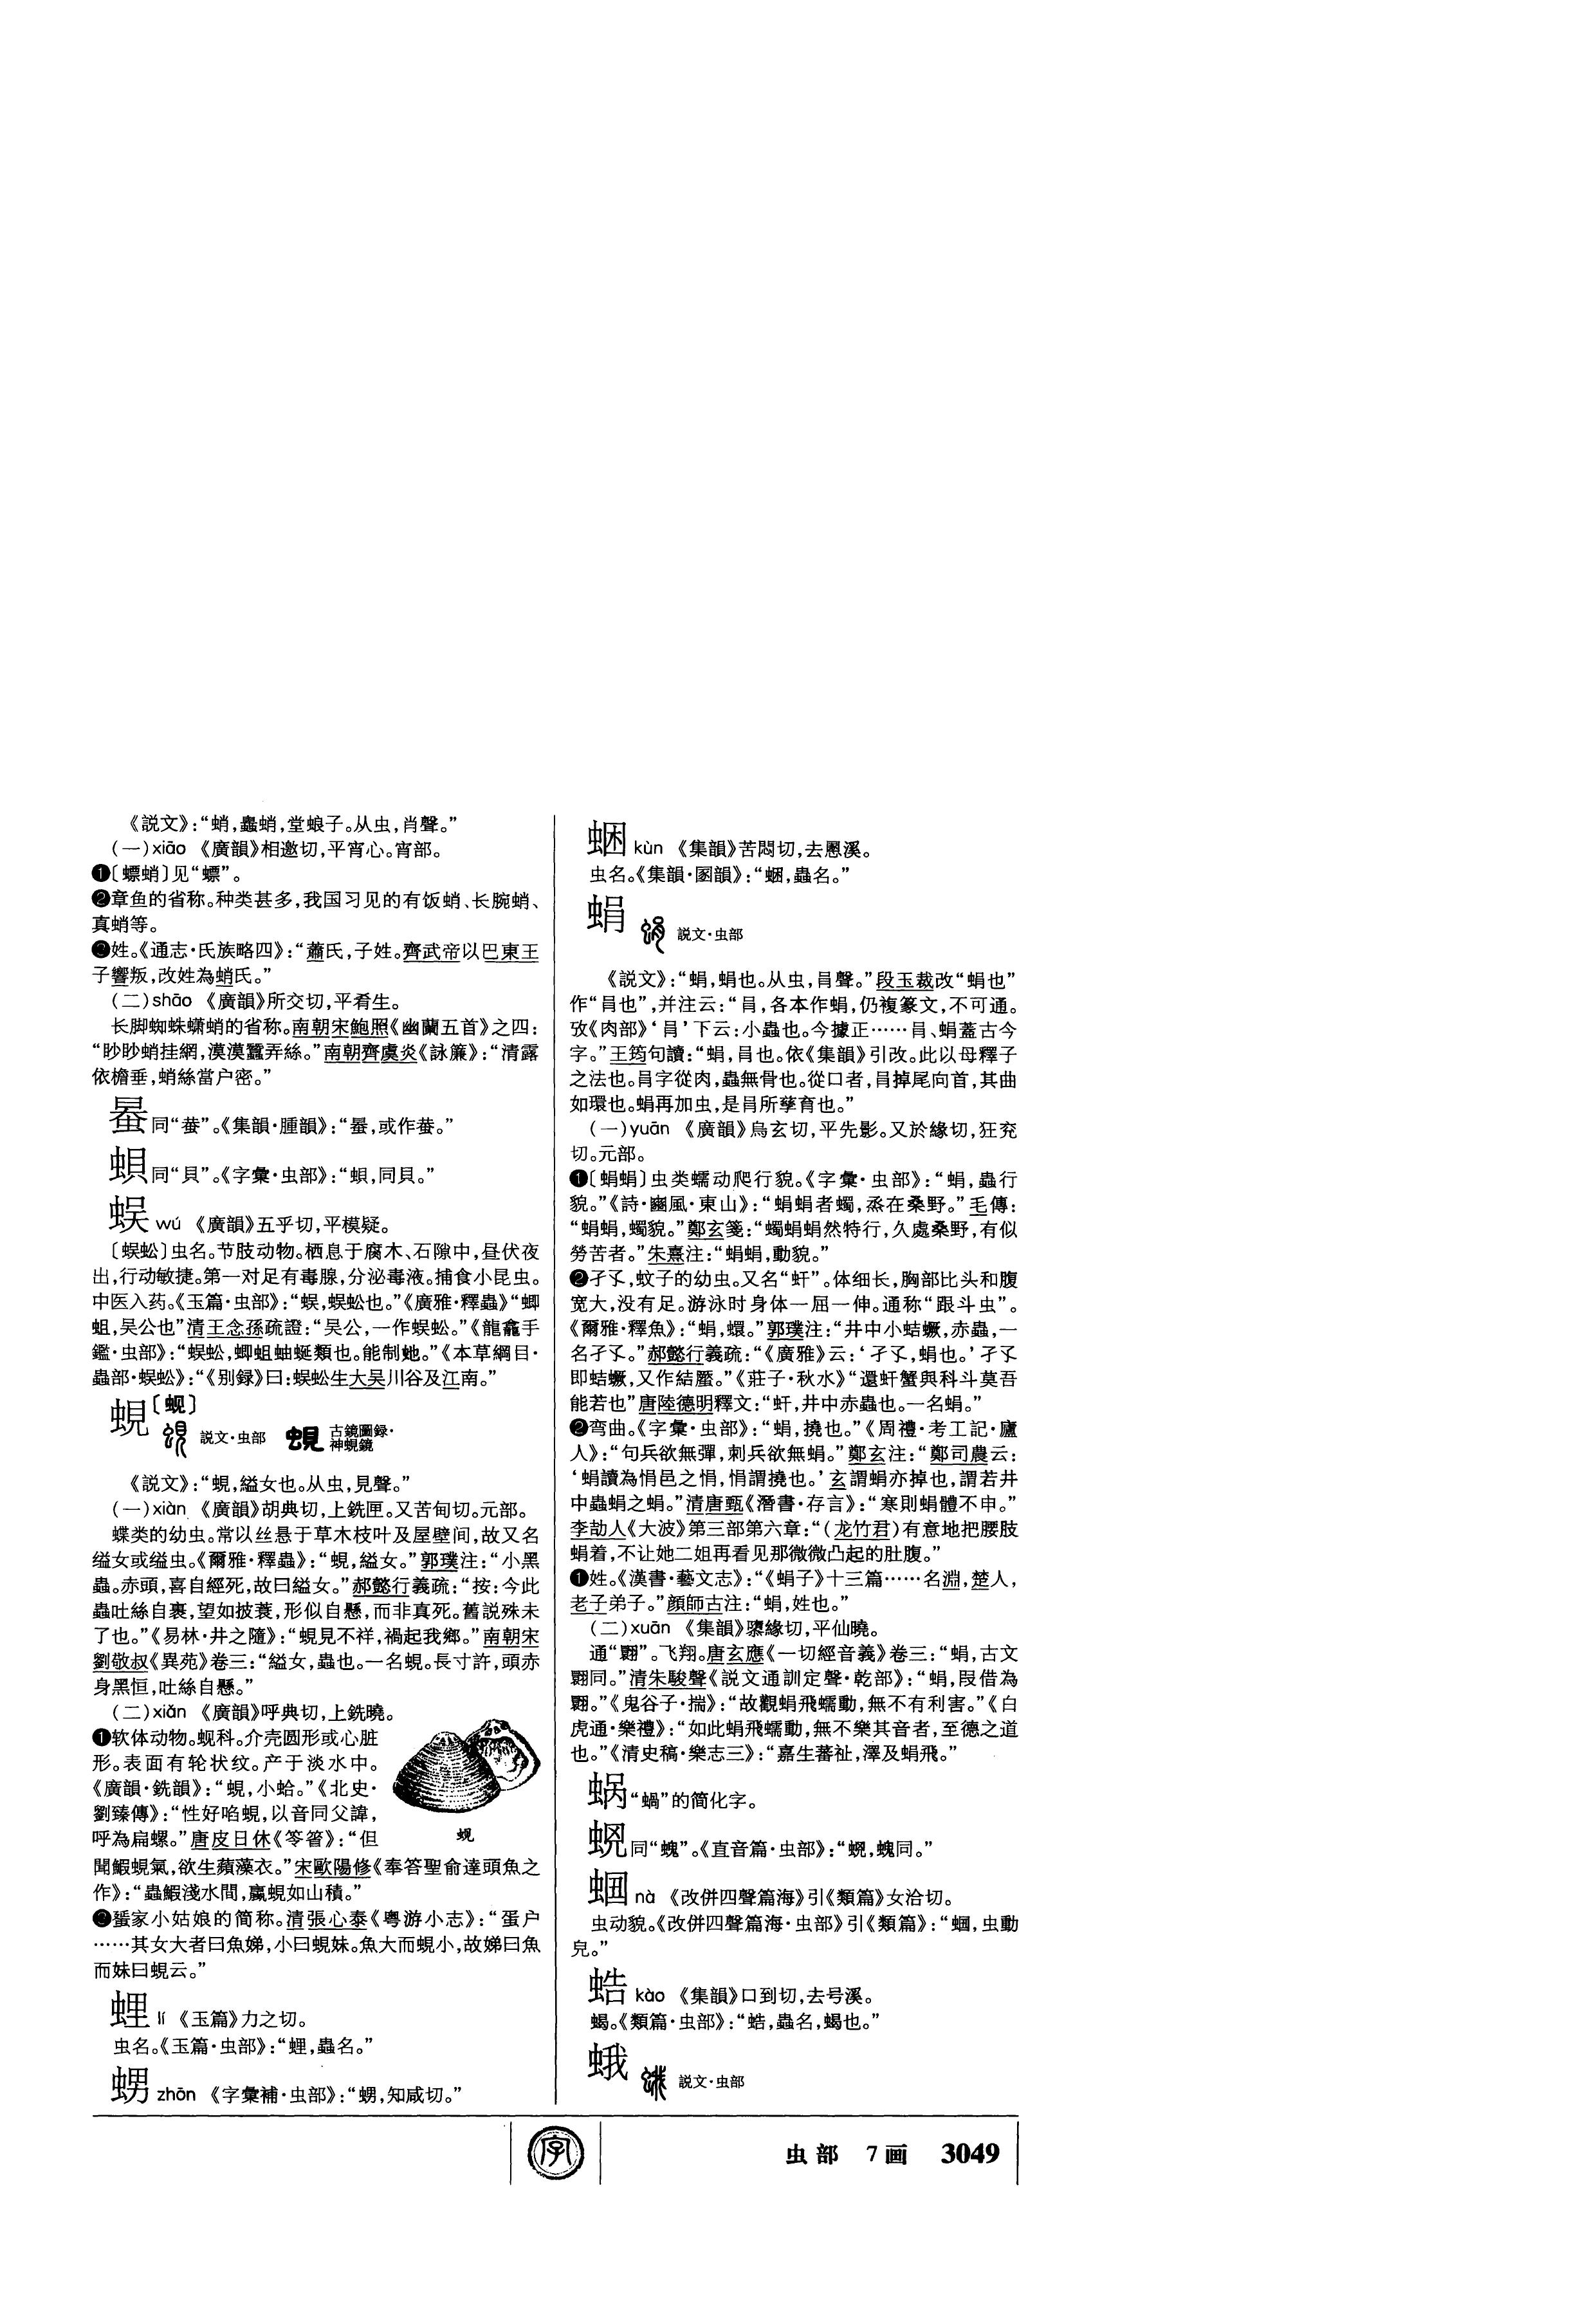 《説文》：“蛸，蟲蛸，堂蜋子。从虫，肖聲。”
（一）xiāo 《廣韻》相邀切，平宵心。宵部。
❶〔螵蛸〕见“螵”。
❷章鱼的省称。种类甚多，我国习见的有饭蛸、长腕蛸、
真蛸等。
❸姓。《通志·氏族略四》：“蕭氏，子姓。齊武帝以巴東王
子響叛，改姓為蛸氏。”
（二）shāo 《廣韻》所交切，平肴生。
长脚蜘蛛蟏蛸的省称。南朝宋鮑照《幽蘭五首》之四：
“眇眇蛸挂網，漠漠蠶弄絲。”南朝齊虞炎《詠簾》：“清露
依檐垂，蛸絲當户密。”
同“蛬”。《集韻·腫韻》：“䗪，或作蛬。”
蛽同“貝”。《字彙·虫部》：“蛽，同貝。”
蜈 wú 《廣韻》五乎切，平模疑。
〔蜈蚣〕虫名。节肢动物。栖息于腐木、石隙中，昼伏夜
出，行动敏捷。第一对足有毒腺，分泌毒液。捕食小昆虫。
中医入药。《玉篇·虫部》：“蜈，蜈蚣也。”《廣雅·釋蟲》“蝍
蛆，吴公也”清王念孫疏證：“吴公，一作蜈蚣。”《龍龕手
鑑·虫部》：“蜈蚣，蝍蛆蚰蜒類也。能制虵。”《本草綱目·
蟲部·蜈蚣》：“《别録》曰：蜈蚣生大吴川谷及江南。”
蜆〔蚬〕
説文·虫部 古鏡圖録·
神蜆鏡
《説文》：“蜆，縊女也。从虫，見聲。”
（一）xiàn 《廣韻》胡典切，上銑匣。又苦甸切。元部。
蝶类的幼虫。常以丝悬于草木枝叶及屋壁间，故又名
缢女或缢虫。《爾雅·釋蟲》：“蜆，縊女。”郭璞注：“小黑
蟲。赤頭，喜自經死，故曰縊女。”郝懿行義疏：“按：今此
蟲吐絲自裹，望如披蓑，形似自懸，而非真死。舊説殊未
了也。”《易林·井之隨》：“蜆見不祥，禍起我鄉。”南朝宋
劉敬叔《異苑》卷三：“縊女，蟲也。一名蜆。長寸許，頭赤
身黑恒，吐絲自懸。”
（二）xiǎn 《廣韻》呼典切，上銑曉。
❶软体动物。蚬科。介壳圆形或心脏
形。表面有轮状纹。产于淡水中。
《廣韻·銑韻》：“蜆，小蛤。”《北史·
劉臻傳》：“性好啗蜆，以音同父諱，
呼為扁螺。”唐皮日休《笭箵》：“但
聞鰕蜆氣，欲生蘋藻衣。”宋歐陽修《奉答聖俞達頭魚之
作》：“蟲鰕淺水間，蠃蜆如山積。”
蚬
❷蜑家小姑娘的简称。清張心泰《粤游小志》：“蛋户
……其女大者曰魚娣，小曰蜆妹。魚大而蜆小，故娣曰魚
而妹曰蜆云。”
蜌 lí 《玉篇》力之切。
虫名。《玉篇·虫部》：“𧋎，蟲名。”
zhōn 《字彙補·虫部》：“，知咸切。”
kùn 《集韻》苦悶切，去慁溪。
虫名。《集韻·圂韻》：“，蟲名。”
蜎 説文·虫部
《説文》：“蜎，蜎也。从虫，肙聲。”段玉裁改“蜎也”
作“肙也”，并注云：“肙，各本作蜎，仍複篆文，不可通。
攷《肉部》‘肙’下云：小蟲也。今據正……肙、蜎蓋古今
字。”王筠句讀：“蜎，肙也。依《集韻》引改。此以母釋子
之法也。肙字從肉，蟲無骨也。從口者，肙掉尾向首，其曲
如環也。蜎再加虫，是肙所孳育也。”
（一）yuān 《廣韻》烏玄切，平先影。又於緣切，狂兖
切。元部。
❶〔蜎蜎〕虫类蠕动爬行貌。《字彙·虫部》：“蜎，蟲行
貌。”《詩·豳風·東山》：“蜎蜎者蠋，烝在桑野。”毛傳：
“蜎蜎，蠋貌。”鄭玄箋：“蠋蜎蜎然特行，久處桑野，有似
勞苦者。”朱熹注：“蜎蜎，動貌。”
❷孑孓，蚊子的幼虫。又名“虷”。体细长，胸部比头和腹
宽大，没有足。游泳时身体一屈一伸。通称“跟斗虫”。
《爾雅·釋魚》：“蜎，蠉。”郭璞注：“井中小蛣蟩，赤蟲，一
名孑孓。”郝懿行義疏：“《廣雅》云：‘孑孓，蜎也。’孑孓
即蛣蟩，又作結蟨。”《莊子·秋水》“還虷蟹與科斗莫吾
能若也”唐陸德明釋文：“虷，井中赤蟲也。一名蜎。”
❷弯曲。《字彙·虫部》：“蜎，撓也。”《周禮·考工記·廬
人》：“句兵欲無彈，刺兵欲無蜎。”鄭玄注：“鄭司農云：
‘蜎讀為悁邑之悁，悁謂撓也。’玄謂蜎亦掉也，謂若井
中蟲蜎之蜎。”清唐甄《潛書·存言》：“寒則蜎體不申。”
李劼人《大波》第三部第六章：“（龙竹君）有意地把腰肢
蜎着，不让她二姐再看见那微微凸起的肚腹。”
❶姓。《漢書·藝文志》：“《蜎子》十三篇……名淵，楚人，
老子弟子。”顔師古注：“蜎，姓也。”
（二）xuān 《集韻》隳緣切，平仙曉。
通“翾”。飞翔。唐玄應《一切經音義》卷三：“蜎，古文
翾同。”清朱駿聲《説文通訓定聲·乾部》：“蜎，叚借為
翾。”《鬼谷子·揣》：“故觀蜎飛蠕動，無不有利害。”《白
虎通·樂禮》：“如此蜎飛蠕動，無不樂其音者，至德之道
也。”《清史稿·樂志三》：“嘉生蕃祉，澤及蜎飛。”
蜗“蝸”的简化字。
同“螝”。《直音篇·虫部》：“，螝同。”
nà 《改併四聲篇海》引《類篇》女洽切。
虫动貌。《改併四聲篇海·虫部》引《類篇》：“，虫動
皃。”
kào 《集韻》口到切，去号溪。
蝎。《類篇·虫部》：“，蟲名，蝎也。”
蛾 説文·虫部
虫部 7画 3049